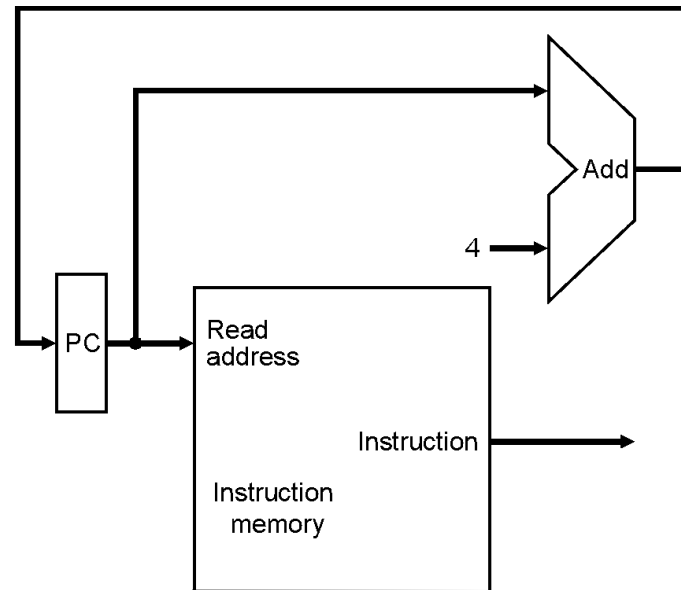 Add
4
PC
Read
address
Instruction
Instruction
memory